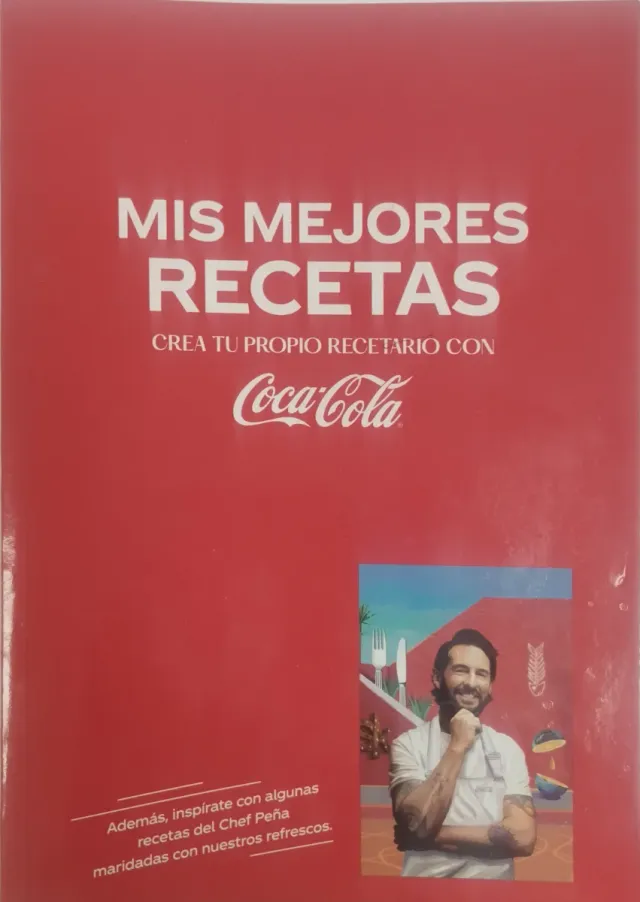 MIS MEJORES
RECETAS
CREA TU PROPIO RECETARIO CON
Coca-Cola
Además, inspírate con algunas
recetas del Chef Peña
maridadas con nuestros refrescos.